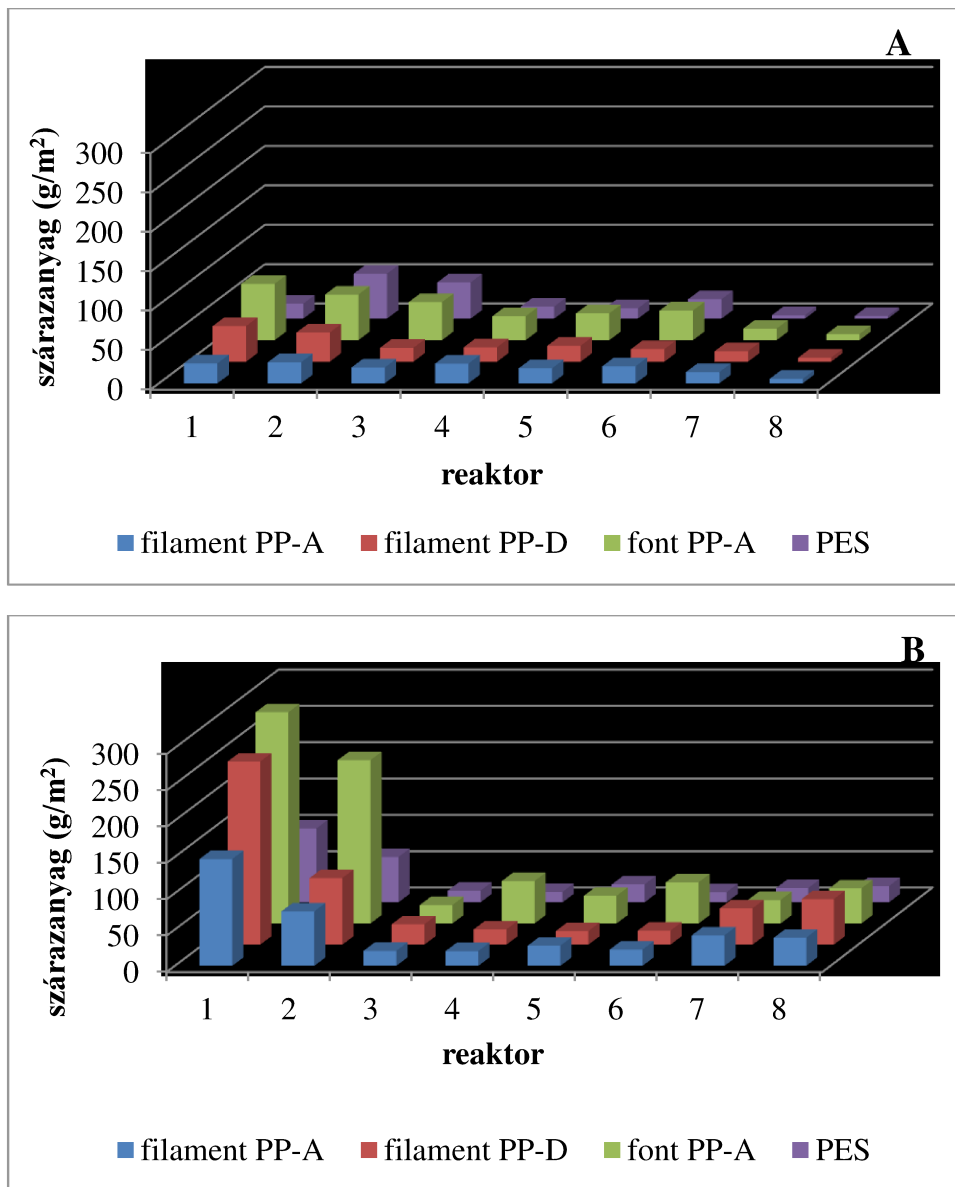 A
szárazanyag (g/m²)
300
250
200
150
100
50
0
1 2 3 4 5 6 7 8
reaktor
filament PP-A filament PP-D font PP-A PES
B
szárazanyag (g/m²)
300
250
200
150
100
50
0
1 2 3 4 5 6 7 8
reaktor
filament PP-A filament PP-D font PP-A PES